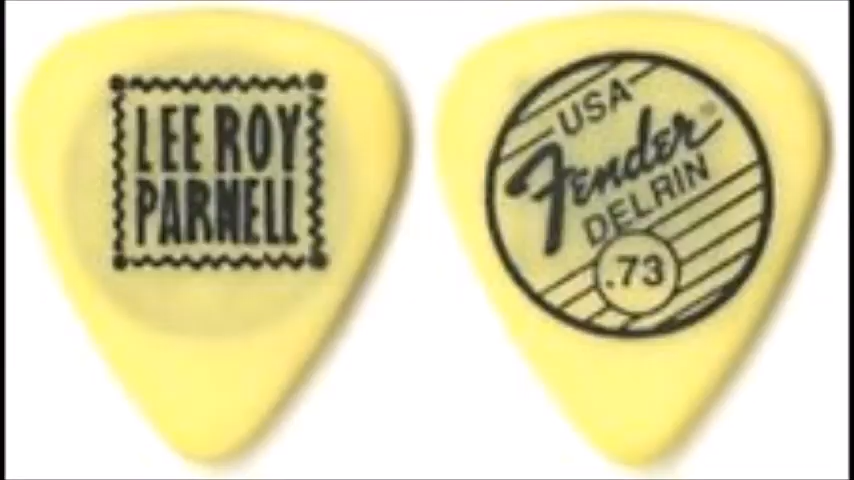 LEE ROY
PARNELL
USA
Fender®
DELRIN
.73